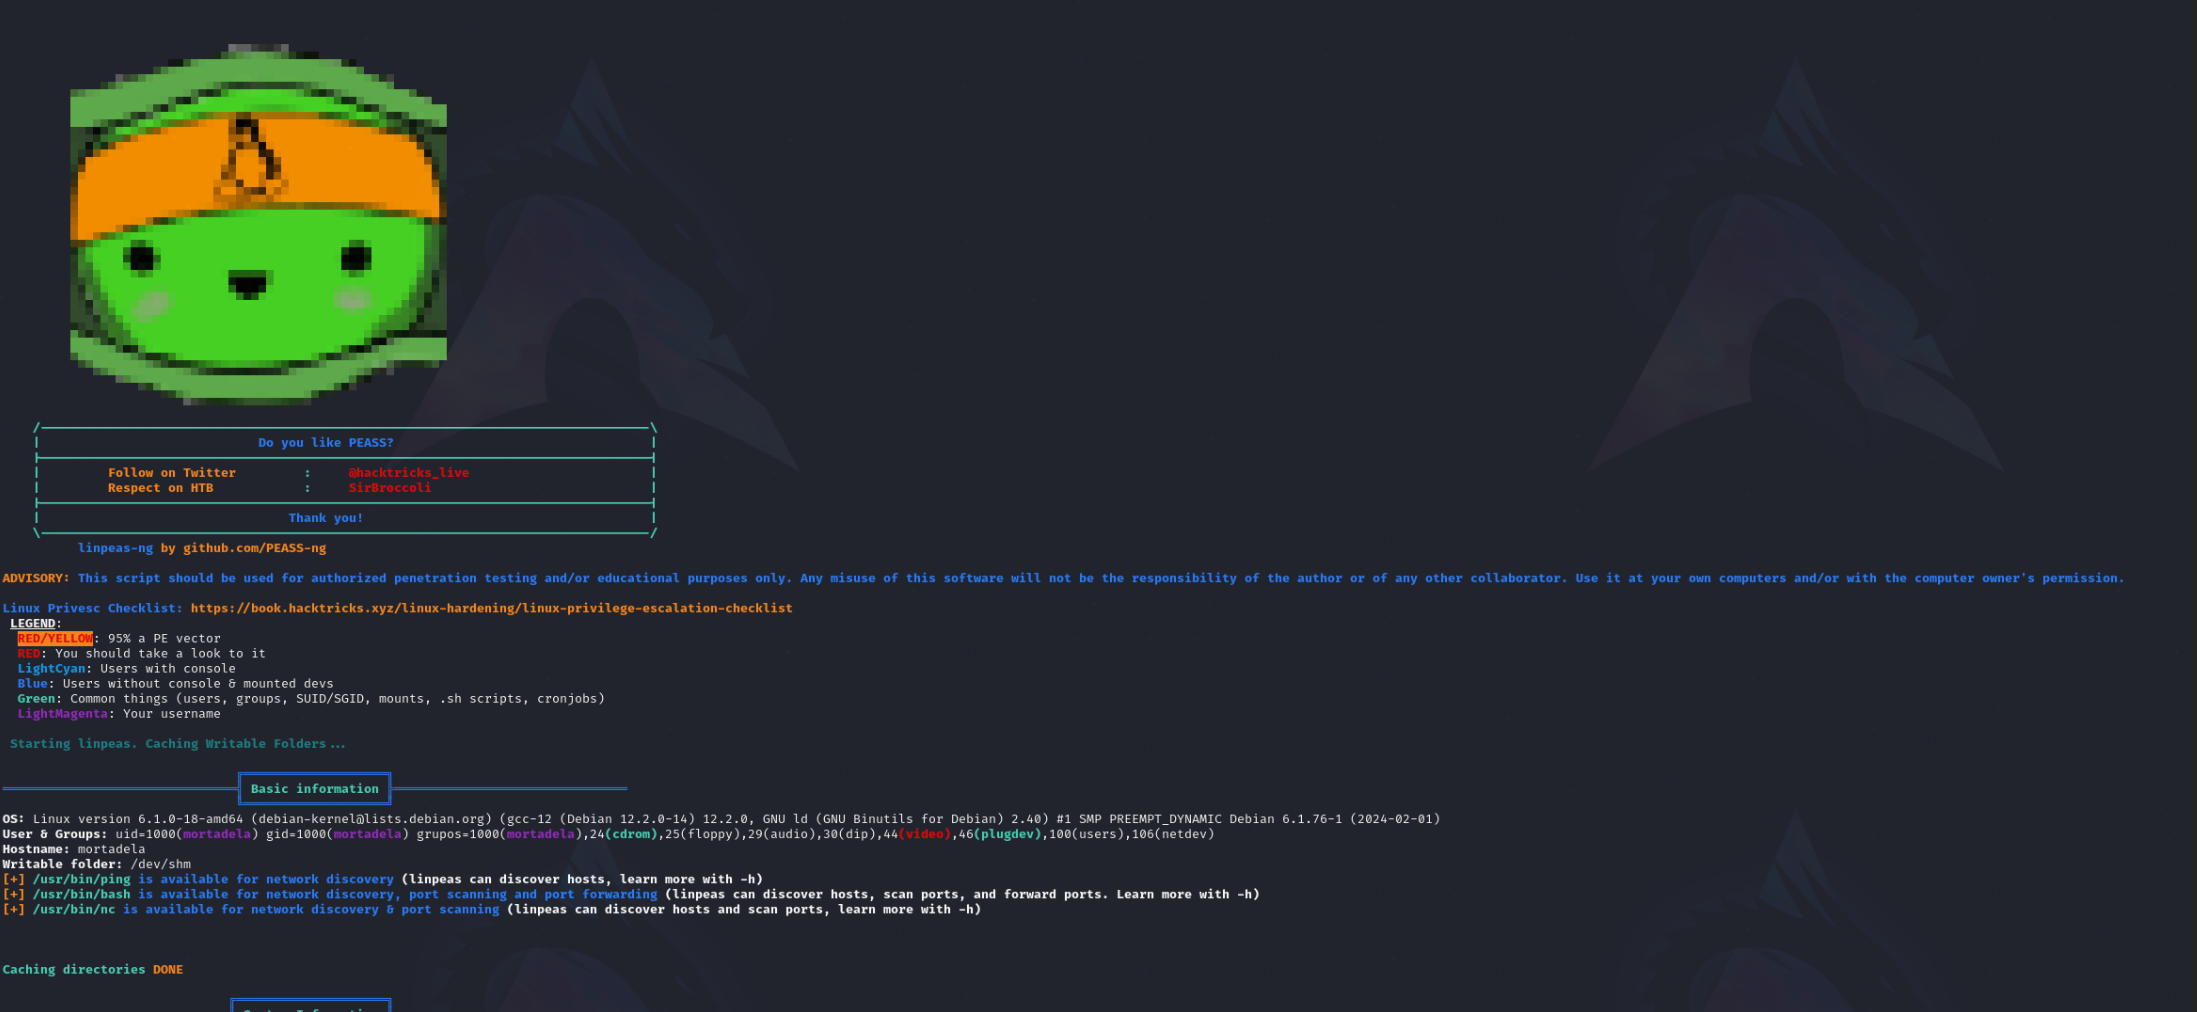 Do you like PEASS?
Follow on Twitter : @hacktricks_live
Respect on HTB : SirBroccoli
Thank you!
linpeas-ng by github.com/PEASS-ng
ADVISORY: This script should be used for authorized penetration testing and/or educational purposes only. Any misuse of this software will not be the responsibility of the author or of any other collaborator. Use it at your own computers and/or with the computer owner's permission.
Linux Privesc Checklist: https://book.hacktricks.xyz/linux-hardening/linux-privilege-escalation-checklist
LEGEND:
RED/YELLOW: 95% a PE vector
RED: You should take a look to it
LightCyan: Users with console
Blue: Users without console & mounted devs
Green: Common things (users, groups, SUID/SGID, mounts, .sh scripts, cronjobs)
LightMagenta: Your username
Starting linpeas. Caching Writable Folders...
Basic information
OS: Linux version 6.1.0-18-amd64 (debian-kernel@lists.debian.org) (gcc-12 (Debian 12.2.0-14) 12.2.0, GNU ld (GNU Binutils for Debian) 2.40) #1 SMP PREEMPT_DYNAMIC Debian 6.1.76-1 (2024-02-01)
User & Groups: uid=1000(mortadela) gid=1000(mortadela) grupos=1000(mortadela),24(cdrom),25(floppy),29(audio),30(dip),44(video),46(plugdev),100(users),106(netdev)
Hostname: mortadela
Writable folder: /dev/shm
[+] /usr/bin/ping is available for network discovery (linpeas can discover hosts, learn more with -h)
[+] /usr/bin/bash is available for network discovery, port scanning and port forwarding (linpeas can discover hosts, scan ports, and forward ports. Learn more with -h)
[+] /usr/bin/nc is available for network discovery & port scanning (linpeas can discover hosts and scan ports, learn more with -h)
Caching directories DONE